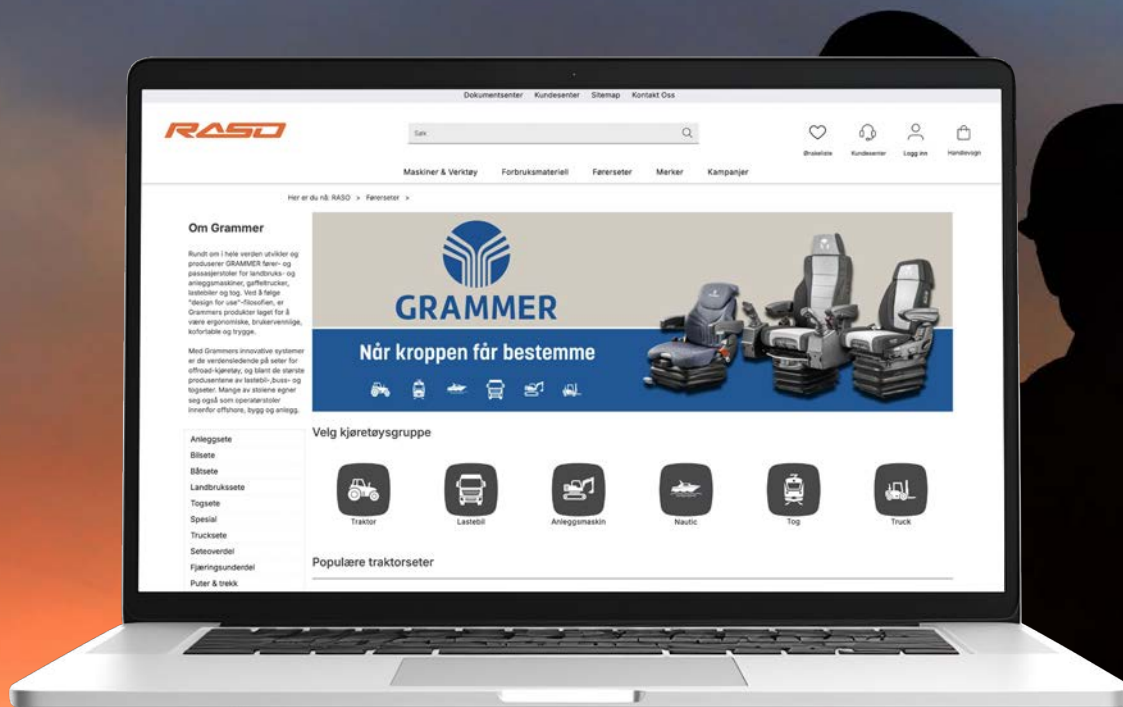 Dokumentsenter Kundesenter Sitemap Kontakt Oss
RASO
Søk
Ønskeliste Kundesenter Logg inn Handlevogn
Maskiner & Verktøy Forbruksmateriell Førerseter Merker Kampanjer
Her er du nå: RASO > Førerseter >
Om Grammer
Rundt om i hele verden utvikler og
produserer GRAMMER fører- og
passasjerstoler for landbruks- og
anleggsmaskiner, gaffeltrucker,
lastebiler og tog. Ved å følge
"design for use"-filosofien, er
Grammers produkter laget for å
være ergonomiske, brukervennlige,
kofortable og trygge.
Med Grammers innovative systemer
er de verdensledende på seter for
offroad-kjøretøy, og blant de største
produsentene av lastebil-,buss- og
togseter. Mange av stolene egner
seg også som operatørstoler
innenfor offshore, bygg og anlegg.
GRAMMER
Når kroppen får bestemme
Anleggsete
Bilsete
Båtsete
Landbrukssete
Togsete
Spesial
Trucksete
Seteoverdel
Fjæringsunderdel
Puter & trekk
Velg kjøretøysgruppe
Traktor Lastebil Anleggsmaskin Nautic Tog Truck
Populære traktorseter